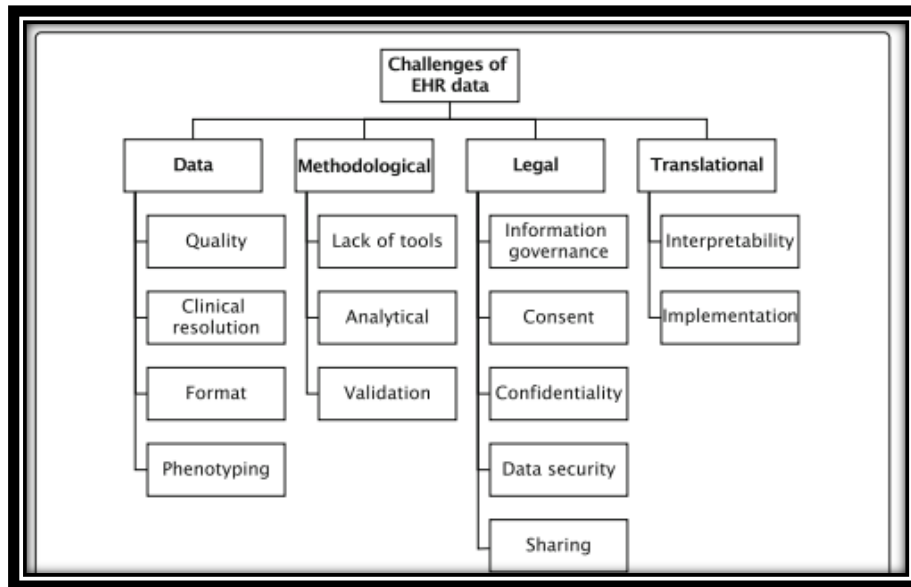 Challenges of
EHR data
Data
Methodological
Legal
Translational
Quality
Clinical
resolution
Format
Phenotyping
Lack of tools
Analytical
Validation
Information
governance
Consent
Confidentiality
Data security
Sharing
Interpretability
Implementation